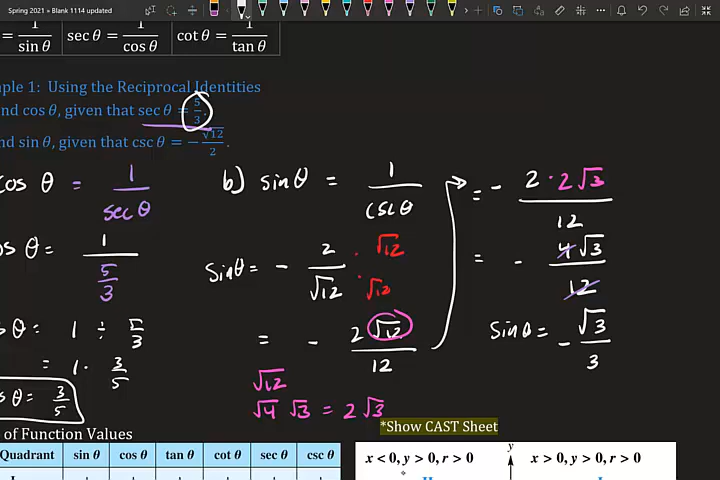 Spring 2021 » Blank 1114 updated
= 1/sin θ sec θ = 1/cos θ cot θ = 1/tan θ
ple 1: Using the Reciprocal Identities
nd cos θ, given that sec θ = 5/3.
nd sin θ, given that csc θ = −√12/2.
cos θ = 1/sec θ
os θ = 1/(5/3)
s θ = 1 ÷ 5/3
= 1 · 3/5
s θ = 3/5
b) sin θ = 1/csc θ
sin θ = − 2/√12 · √12/√12
= − 2√12/12
√12
√4 √3 = 2√3
= − 2 · 2√3/12
= − 4√3/12
sin θ = − √3/3
*Show CAST Sheet
of Function Values
Quadrant sin θ cos θ tan θ cot θ sec θ csc θ
x < 0, y > 0, r > 0 y x > 0, y > 0, r > 0